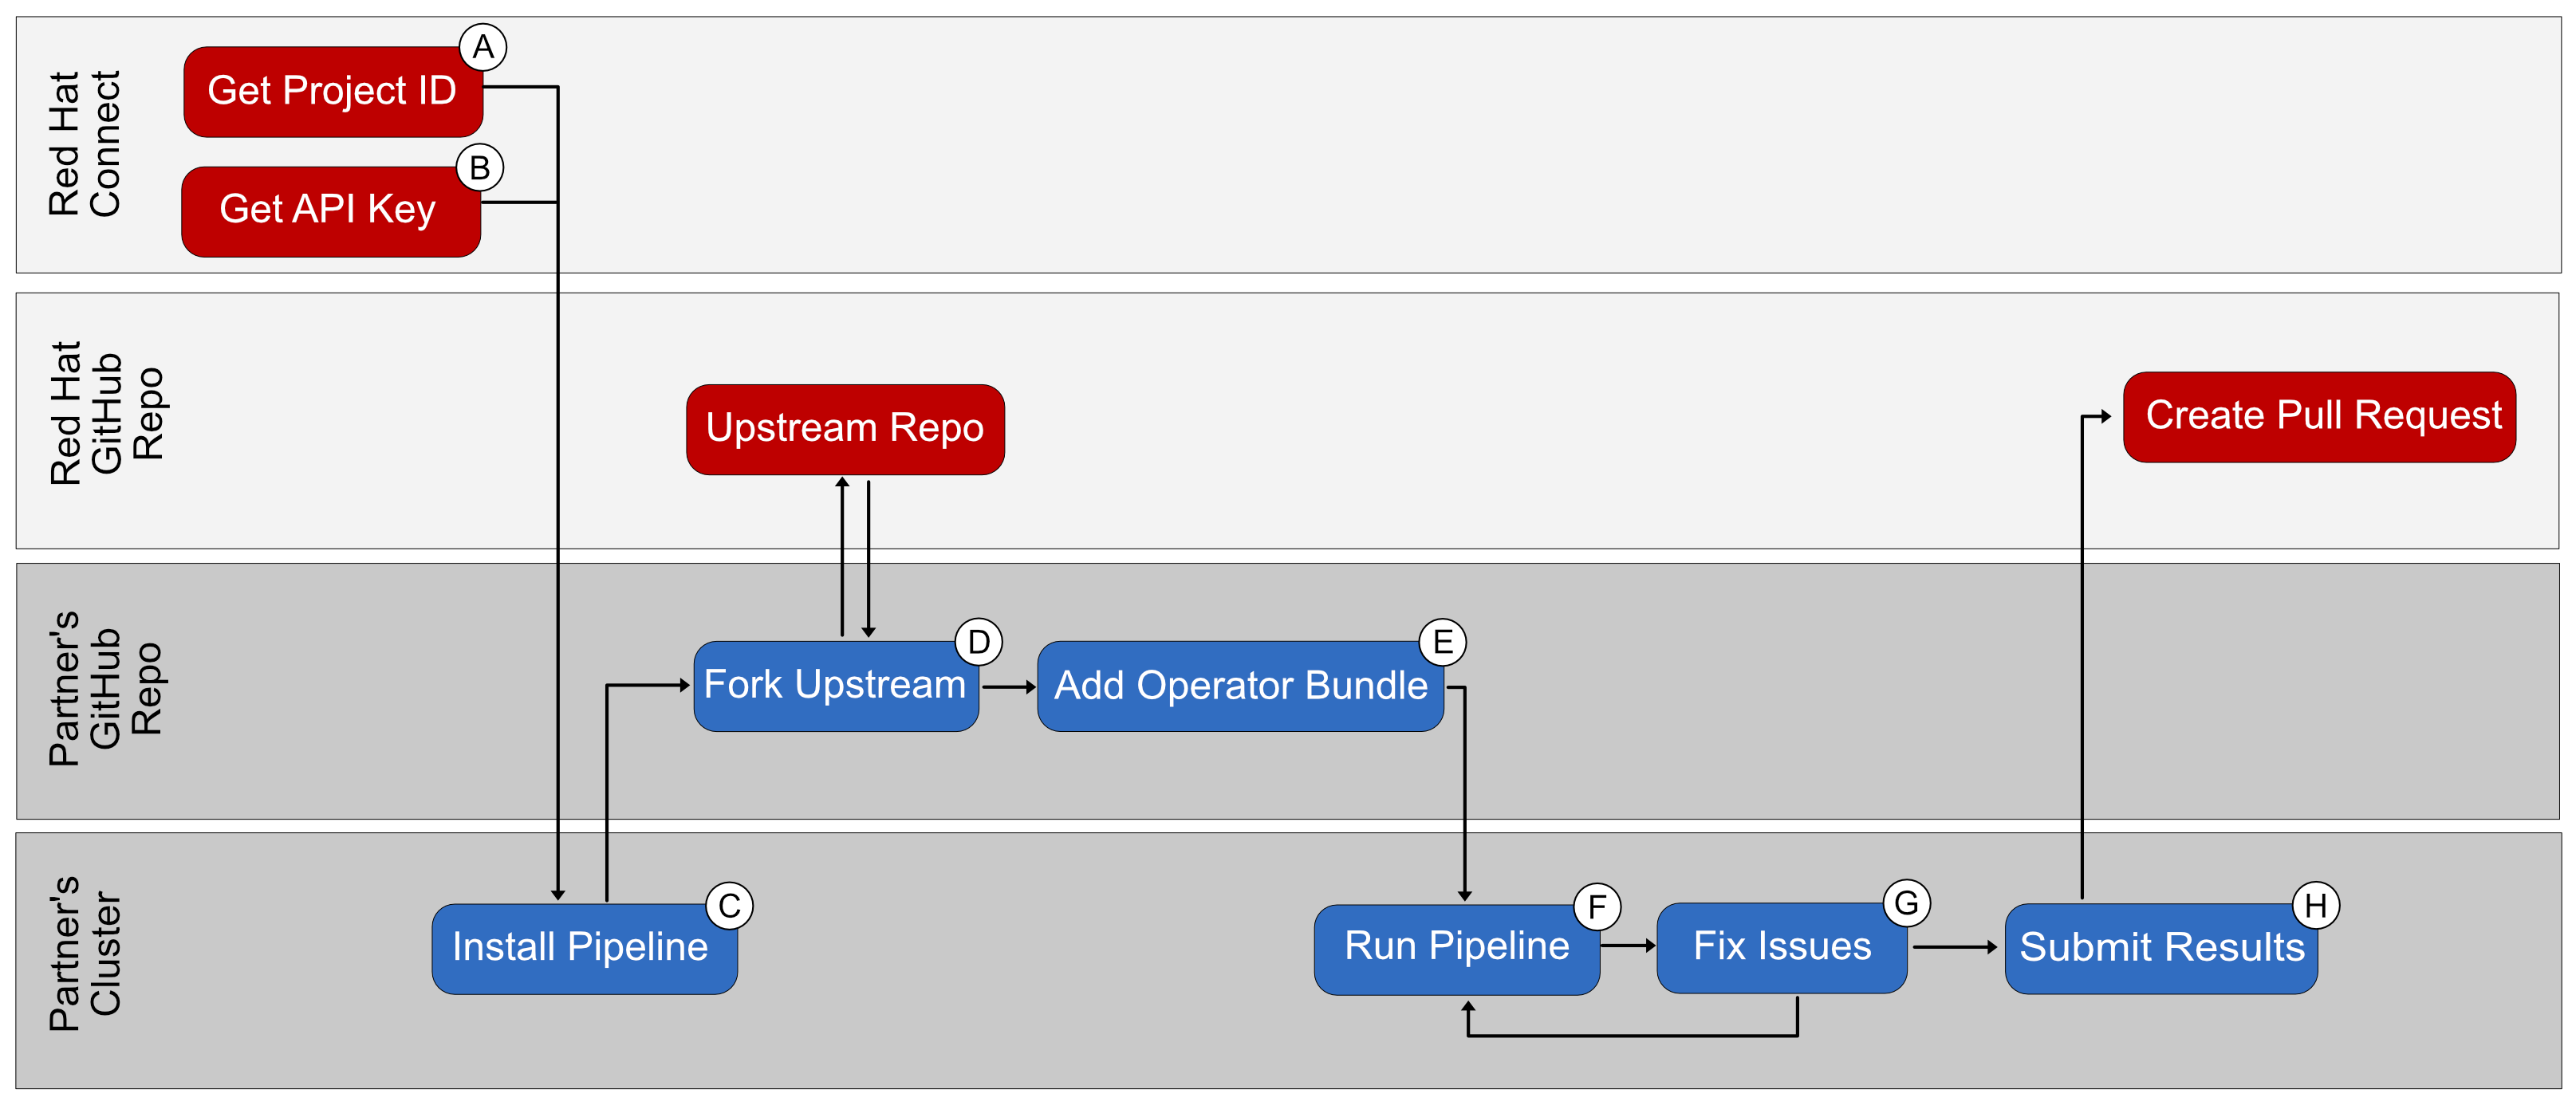 Red Hat
Connect
Get Project ID
A
Get API Key
B
Red Hat
GitHub
Repo
Upstream Repo
Create Pull Request
Partner's
GitHub
Repo
Fork Upstream
D
Add Operator Bundle
E
Partner's
Cluster
Install Pipeline
C
Run Pipeline
F
Fix Issues
G
Submit Results
H